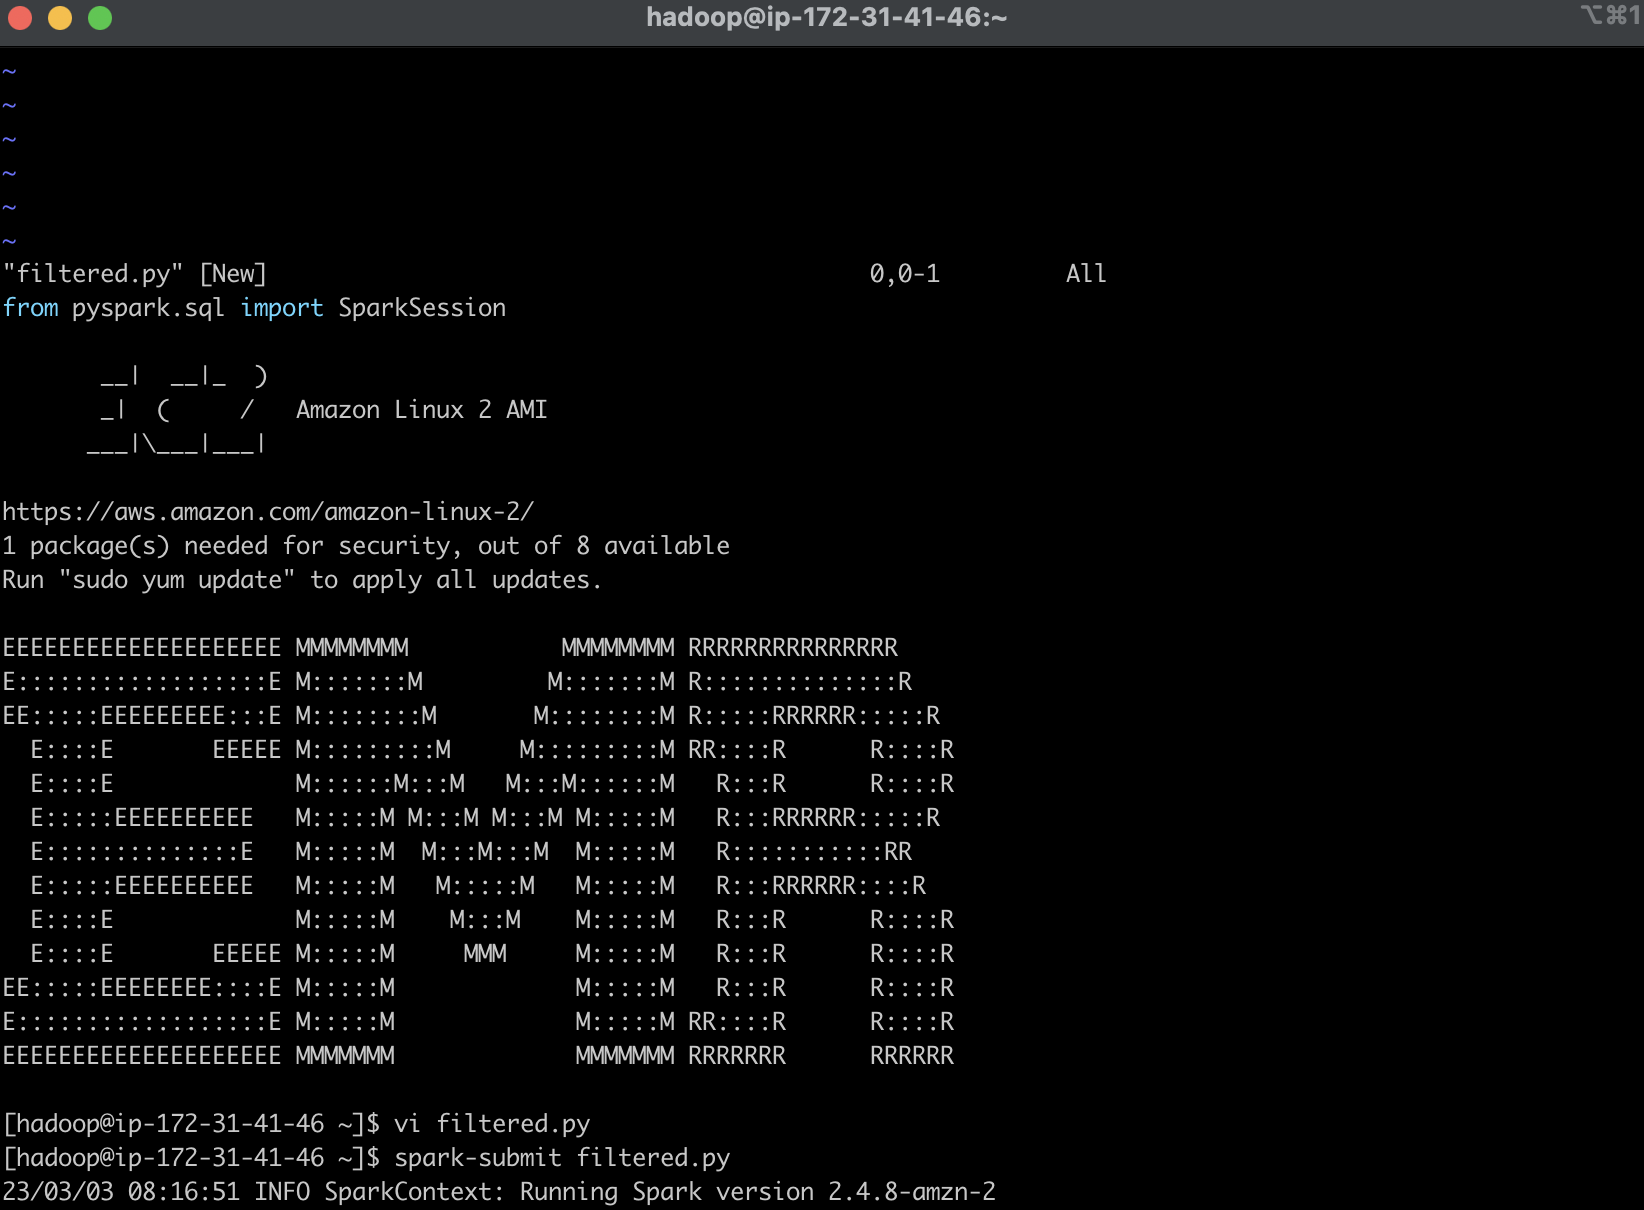 hadoop@ip-172-31-41-46:~ ⌥⌘1
~
~
~
~
~
~
"filtered.py" [New]                                           0,0-1         All
from pyspark.sql import SparkSession

       __|  __|_  )
       _|  (     /   Amazon Linux 2 AMI
      ___|\___|___|

https://aws.amazon.com/amazon-linux-2/
1 package(s) needed for security, out of 8 available
Run "sudo yum update" to apply all updates.

EEEEEEEEEEEEEEEEEEEE MMMMMMMM           MMMMMMMM RRRRRRRRRRRRRRR
E::::::::::::::::::E M:::::::M         M:::::::M R::::::::::::::R
EE:::::EEEEEEEEE:::E M::::::::M       M::::::::M R:::::RRRRRR:::::R
  E::::E       EEEEE M:::::::::M     M:::::::::M RR::::R      R::::R
  E::::E             M::::::M:::M   M:::M::::::M   R:::R      R::::R
  E:::::EEEEEEEEEE   M:::::M M:::M M:::M M:::::M   R:::RRRRRR:::::R
  E::::::::::::::E   M:::::M  M:::M:::M  M:::::M   R:::::::::::RR
  E:::::EEEEEEEEEE   M:::::M   M:::::M   M:::::M   R:::RRRRRR::::R
  E::::E             M:::::M    M:::M    M:::::M   R:::R      R::::R
  E::::E       EEEEE M:::::M     MMM     M:::::M   R:::R      R::::R
EE:::::EEEEEEEE::::E M:::::M             M:::::M   R:::R      R::::R
E::::::::::::::::::E M:::::M             M:::::M RR::::R      R::::R
EEEEEEEEEEEEEEEEEEEE MMMMMMM             MMMMMMM RRRRRRR      RRRRRR

[hadoop@ip-172-31-41-46 ~]$ vi filtered.py
[hadoop@ip-172-31-41-46 ~]$ spark-submit filtered.py
23/03/03 08:16:51 INFO SparkContext: Running Spark version 2.4.8-amzn-2